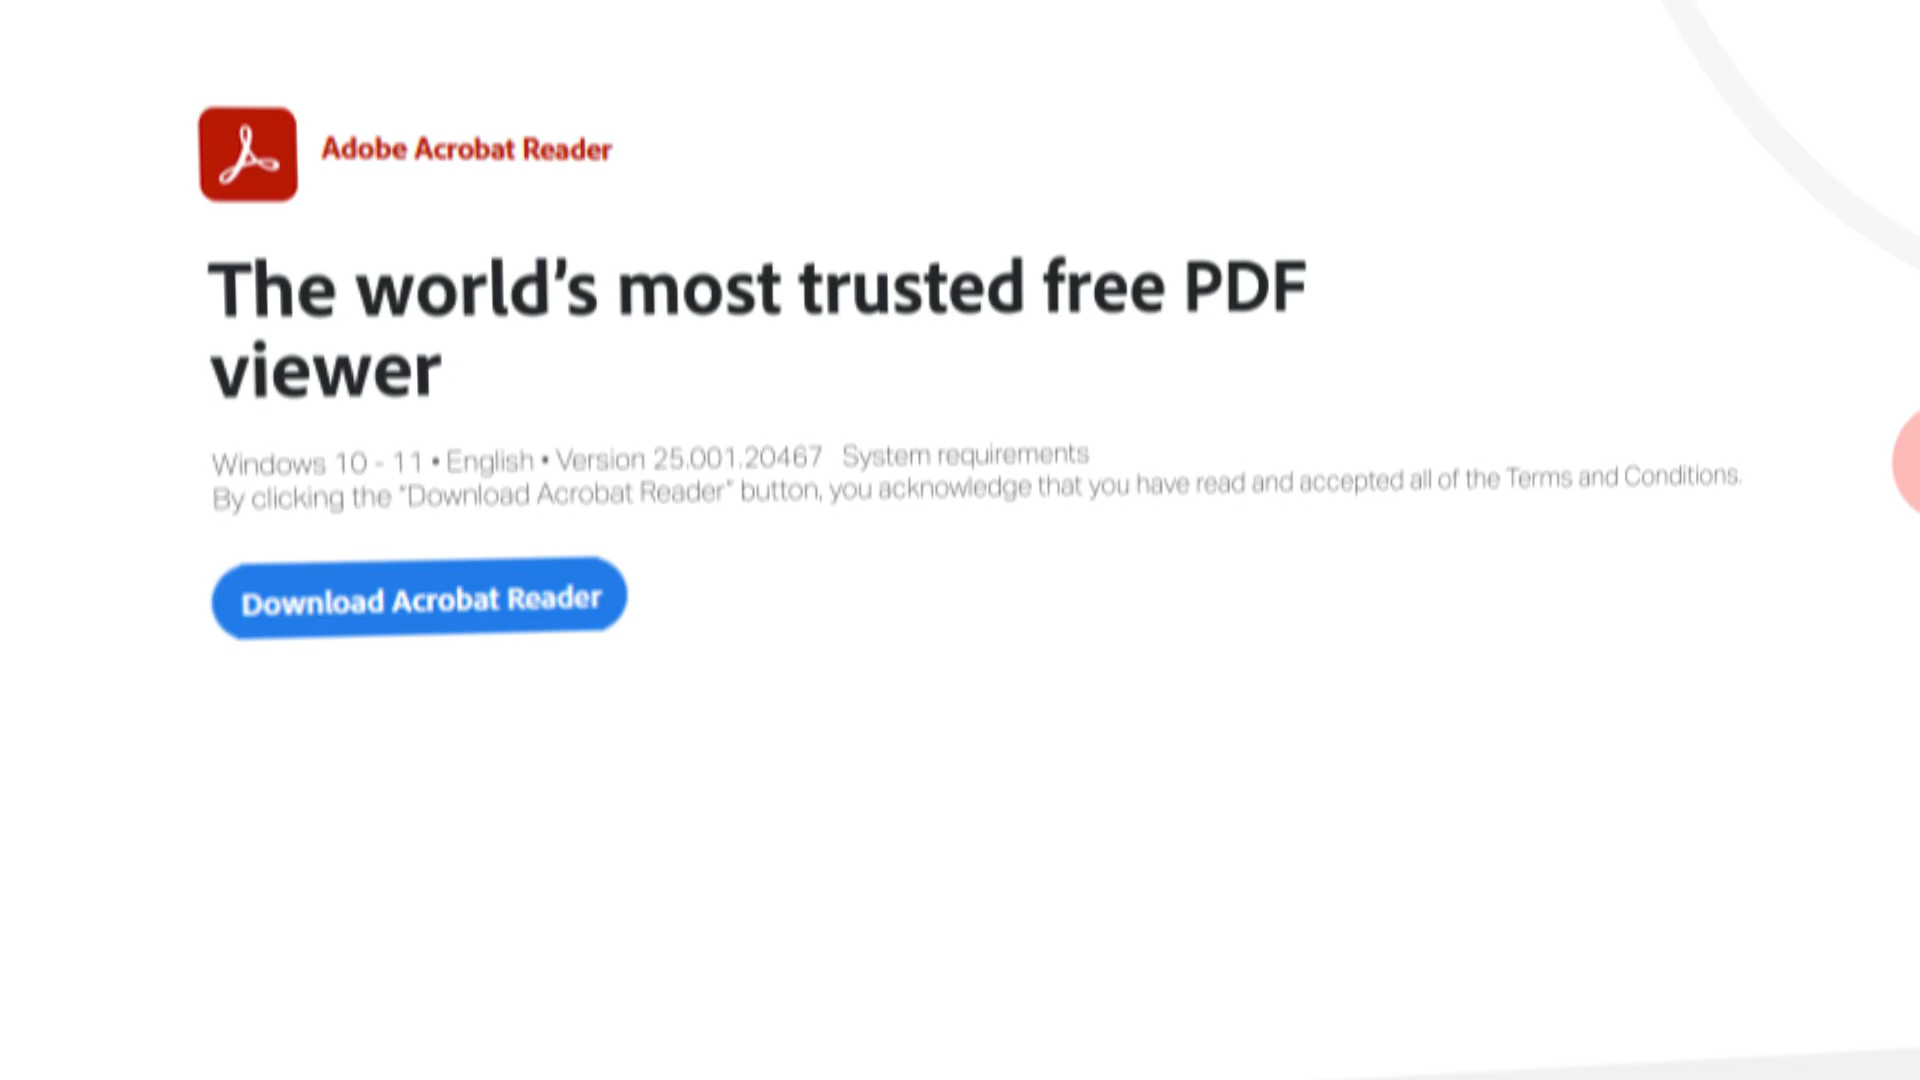 Adobe Acrobat Reader
The world’s most trusted free PDF
viewer
Windows 10 - 11 • English • Version 25.001.20467 System requirements
By clicking the "Download Acrobat Reader" button, you acknowledge that you have read and accepted all of the Terms and Conditions.
Download Acrobat Reader